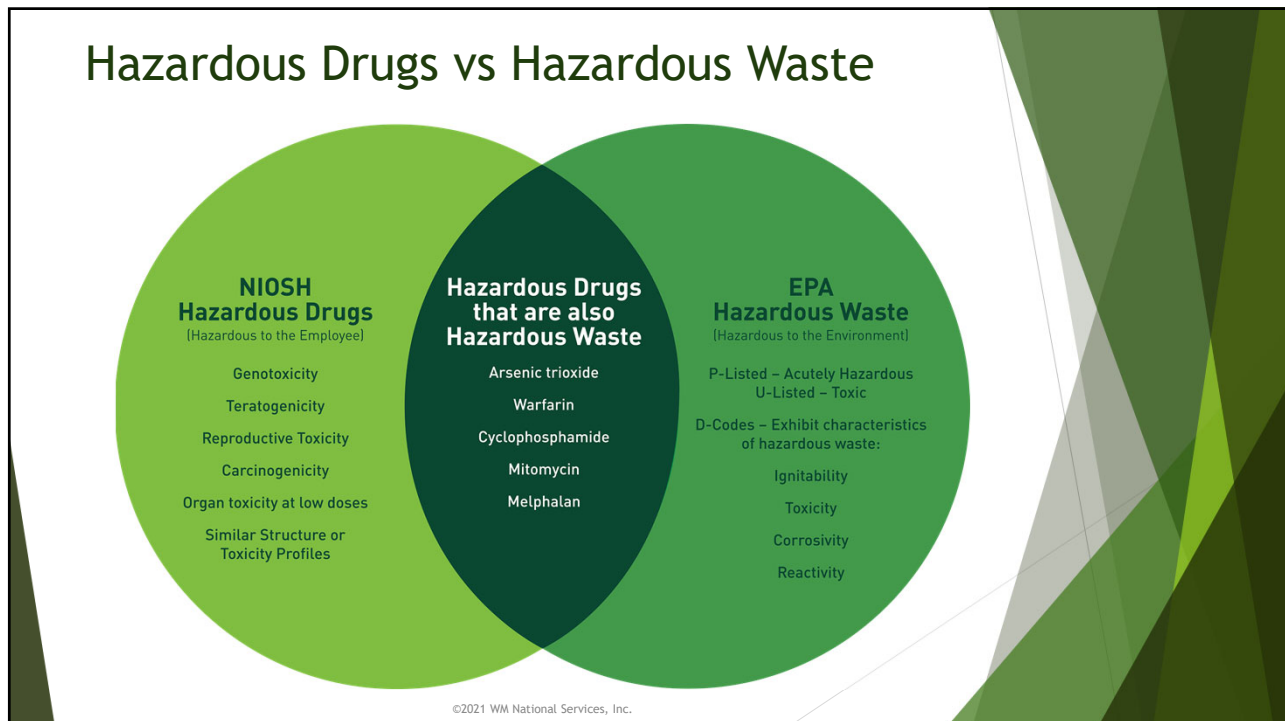 Hazardous Drugs vs Hazardous Waste
NIOSH
Hazardous Drugs
(Hazardous to the Employee)
Genotoxicity
Teratogenicity
Reproductive Toxicity
Carcinogenicity
Organ toxicity at low doses
Similar Structure or
Toxicity Profiles
Hazardous Drugs
that are also
Hazardous Waste
Arsenic trioxide
Warfarin
Cyclophosphamide
Mitomycin
Melphalan
EPA
Hazardous Waste
(Hazardous to the Environment)
P-Listed – Acutely Hazardous
U-Listed – Toxic
D-Codes – Exhibit characteristics
of hazardous waste:
Ignitability
Toxicity
Corrosivity
Reactivity
©2021 WM National Services, Inc.